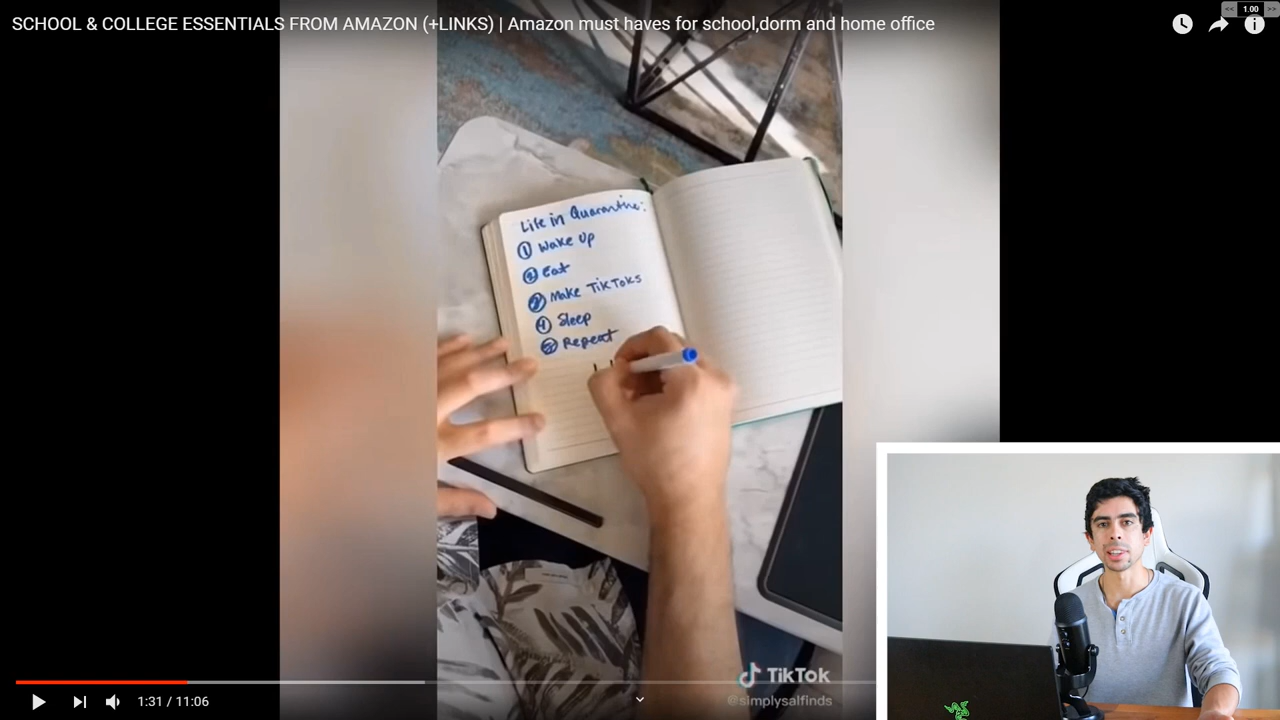 SCHOOL & COLLEGE ESSENTIALS FROM AMAZON (+LINKS) | Amazon must haves for school,dorm and home office
<< 1.00 >>
Life in Quarantine:
1 Wake Up
2 Eat
3 Make TikToks
4 Sleep
5 Repeat
TikTok
@simplysalfinds
1:31 / 11:06